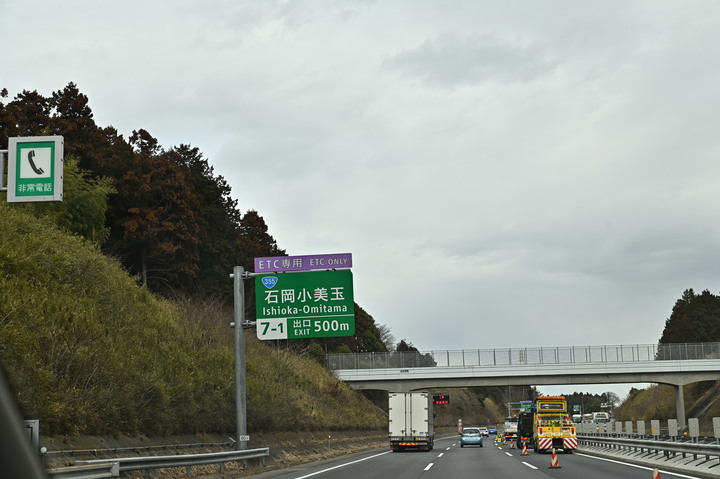 非常電話
ETC専用 ETC ONLY
355
石岡小美玉
Ishioka-Omitama
7-1 出口 EXIT 500m